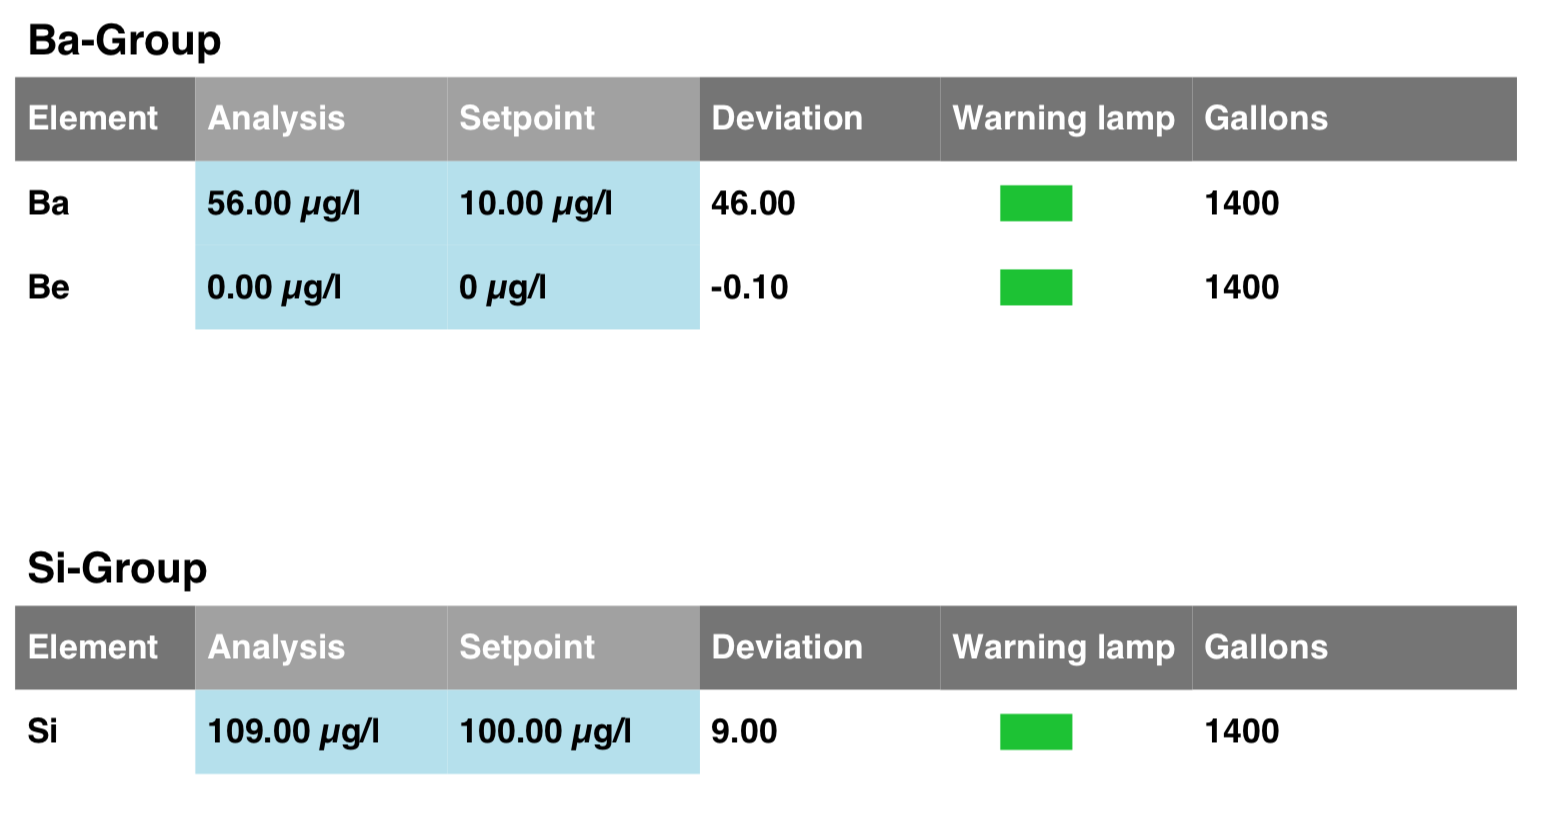 Ba-Group
Element Analysis Setpoint Deviation Warning lamp Gallons
Ba 56.00 µg/l 10.00 µg/l 46.00 1400
Be 0.00 µg/l 0 µg/l -0.10 1400
Si-Group
Element Analysis Setpoint Deviation Warning lamp Gallons
Si 109.00 µg/l 100.00 µg/l 9.00 1400